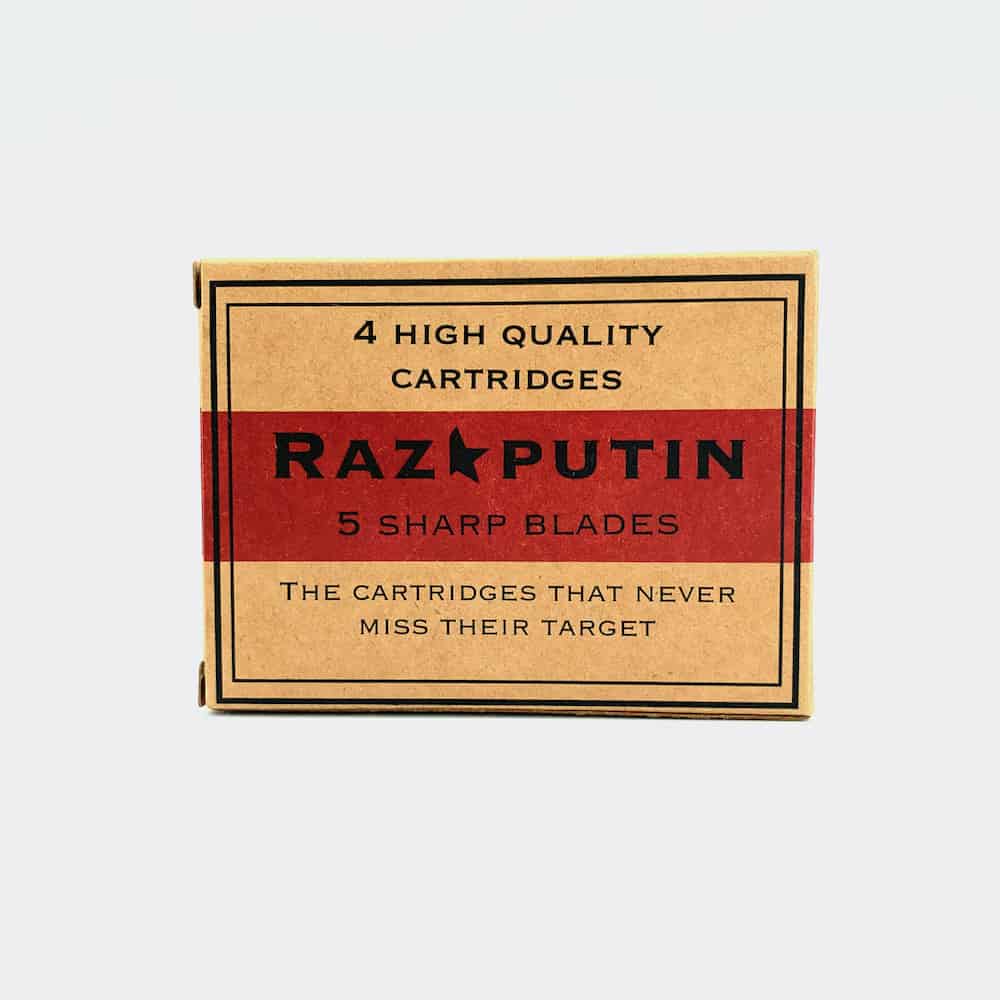 4 HIGH QUALITY
CARTRIDGES
RAZ★PUTIN
5 SHARP BLADES
THE CARTRIDGES THAT NEVER
MISS THEIR TARGET